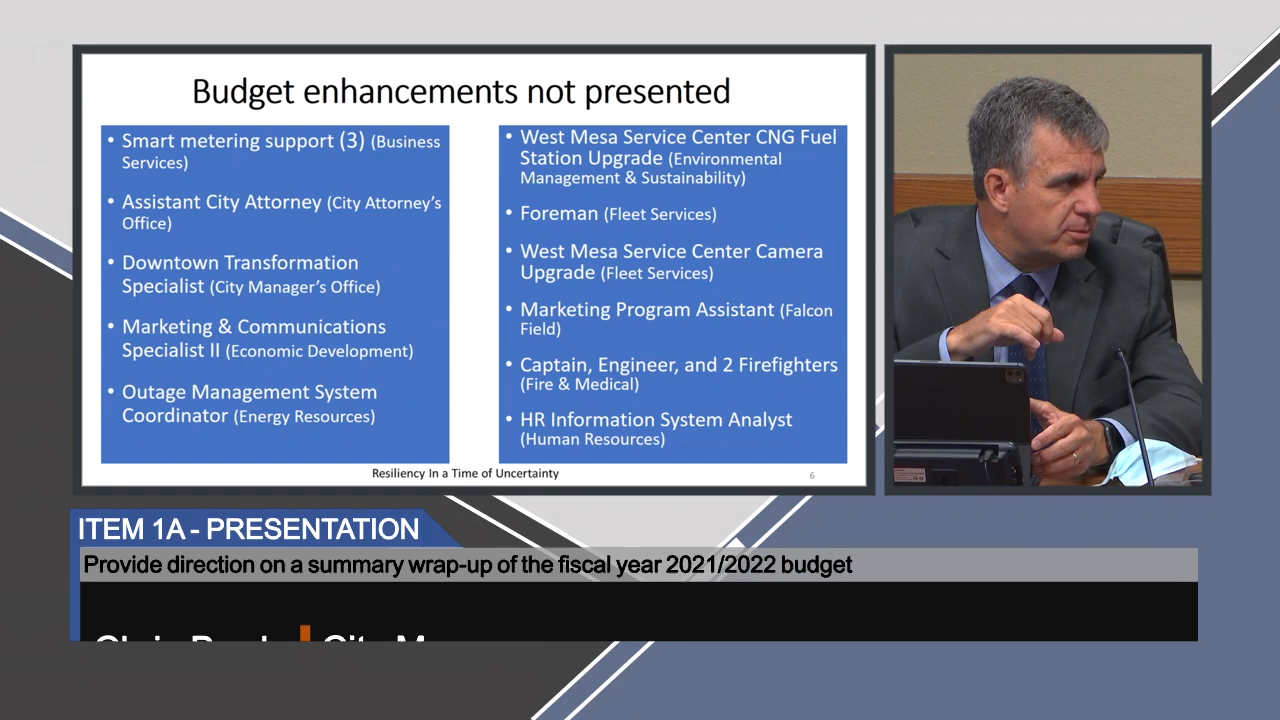 Budget enhancements not presented
• Smart metering support (3) (Business
Services)
• Assistant City Attorney (City Attorney’s
Office)
• Downtown Transformation
Specialist (City Manager’s Office)
• Marketing & Communications
Specialist II (Economic Development)
• Outage Management System
Coordinator (Energy Resources)
• West Mesa Service Center CNG Fuel
Station Upgrade (Environmental
Management & Sustainability)
• Foreman (Fleet Services)
• West Mesa Service Center Camera
Upgrade (Fleet Services)
• Marketing Program Assistant (Falcon
Field)
• Captain, Engineer, and 2 Firefighters
(Fire & Medical)
• HR Information System Analyst
(Human Resources)
Resiliency In a Time of Uncertainty
6
ITEM 1A - PRESENTATION
Provide direction on a summary wrap-up of the fiscal year 2021/2022 budget